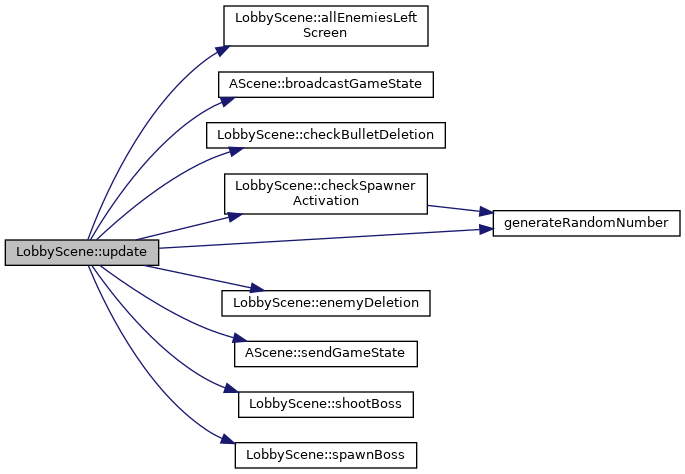 LobbyScene::update
LobbyScene::allEnemiesLeft
Screen
AScene::broadcastGameState
LobbyScene::checkBulletDeletion
LobbyScene::checkSpawner
Activation
generateRandomNumber
LobbyScene::enemyDeletion
AScene::sendGameState
LobbyScene::shootBoss
LobbyScene::spawnBoss